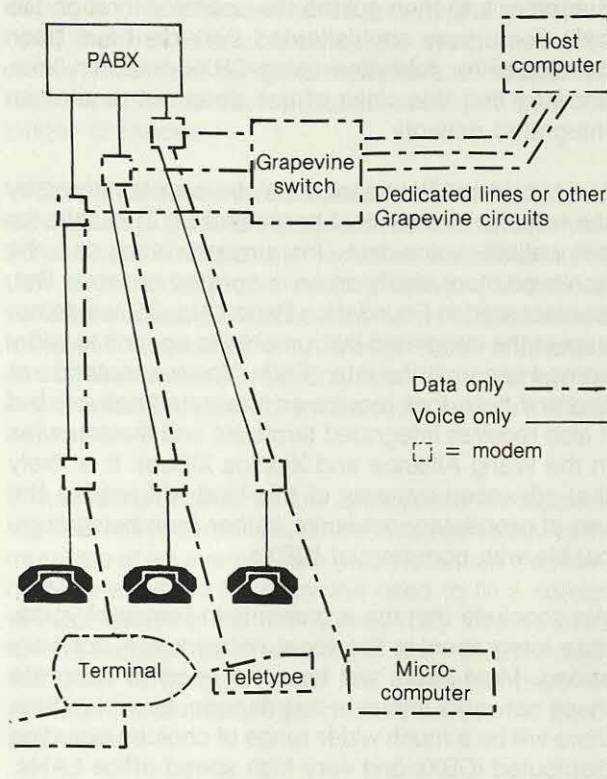 PABX
Host
computer
Grapevine
switch
Dedicated lines or other
Grapevine circuits
Data only
Voice only
= modem
Terminal
Teletype
Micro-
computer